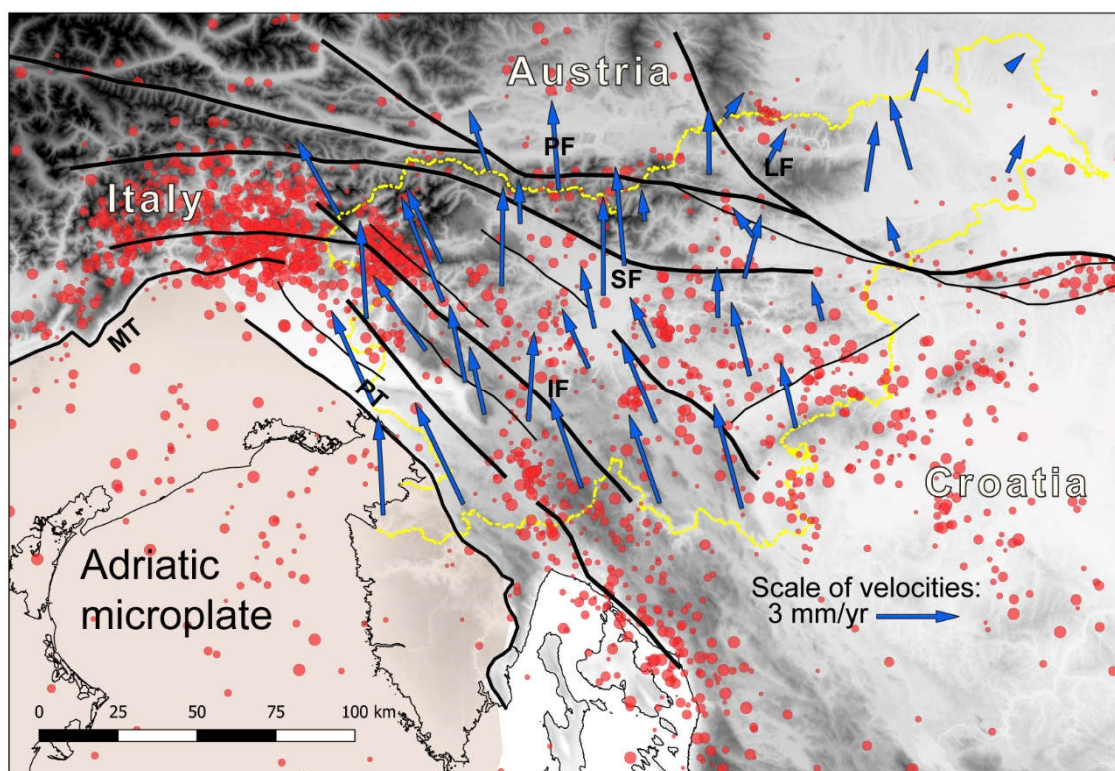 Austria
PF
LF
Italy
SF
MT
PT
IF
Croatia
Adriatic
microplate
Scale of velocities:
3 mm/yr
0 25 50 75 100 km